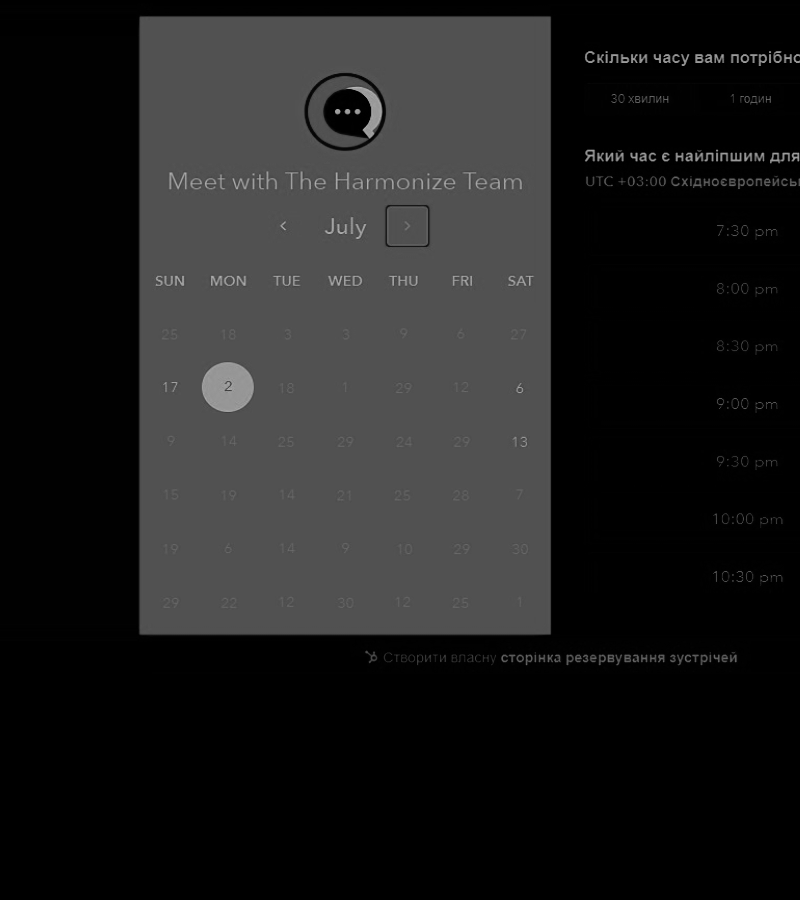 Meet with The Harmonize Team
July
SUN MON TUE WED THU FRI SAT
25 18 3 3 9 6 27
17 2 18 1 29 12 6
9 14 25 29 24 29 13
15 19 14 21 25 28 7
19 6 14 9 10 29 30
29 22 12 30 12 25 1
Скільки часу вам потрібно
30 хвилин 1 годин
Який час є найліпшим для
UTC +03:00
7:30 pm
8:00 pm
8:30 pm
9:00 pm
9:30 pm
10:00 pm
10:30 pm
Створити власну сторінка резервування зустрічей